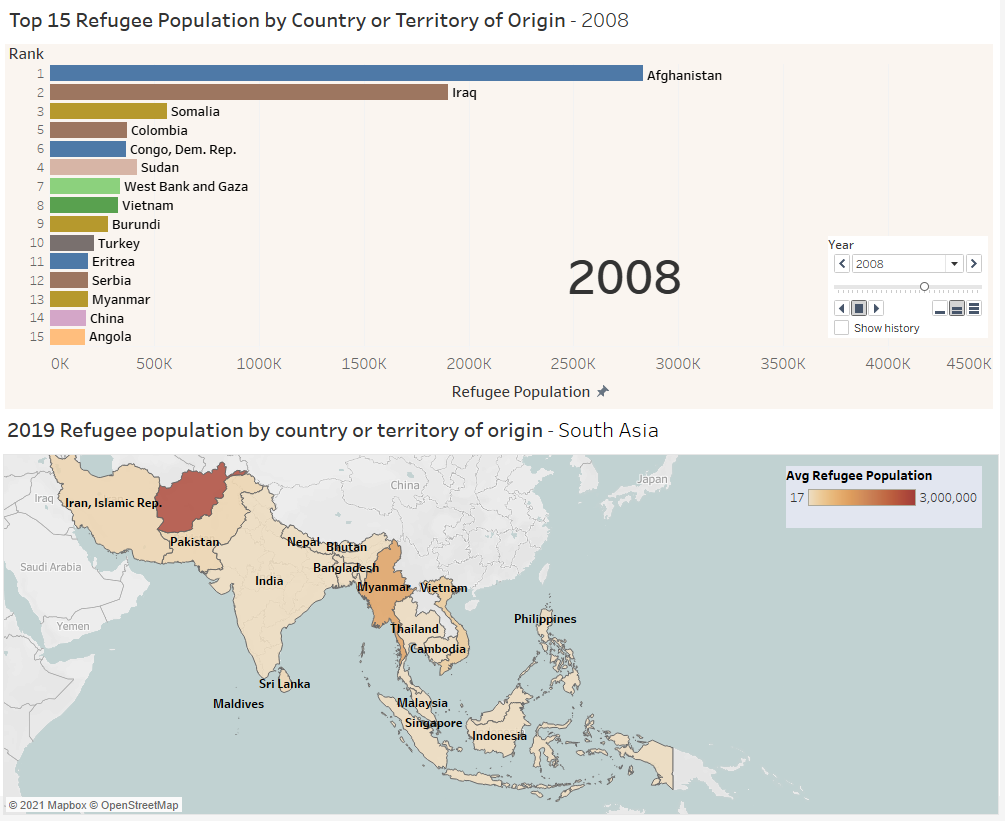 Top 15 Refugee Population by Country or Territory of Origin - 2008
Rank
1 Afghanistan
2 Iraq
3 Somalia
5 Colombia
6 Congo, Dem. Rep.
4 Sudan
7 West Bank and Gaza
8 Vietnam
9 Burundi
10 Turkey
11 Eritrea
12 Serbia
13 Myanmar
14 China
15 Angola
2008
Year
2008
Show history
0K 500K 1000K 1500K 2000K 2500K 3000K 3500K 4000K 4500K
Refugee Population
2019 Refugee population by country or territory of origin - South Asia
Avg Refugee Population
17 3,000,000
China
Japan
Iraq
Iran, Islamic Rep.
Pakistan
Nepal
Bhutan
Saudi Arabia
Bangladesh
India
Myanmar
Vietnam
Yemen
Thailand
Philippines
Cambodia
Sri Lanka
Maldives
Malaysia
Singapore
Indonesia
© 2021 Mapbox © OpenStreetMap